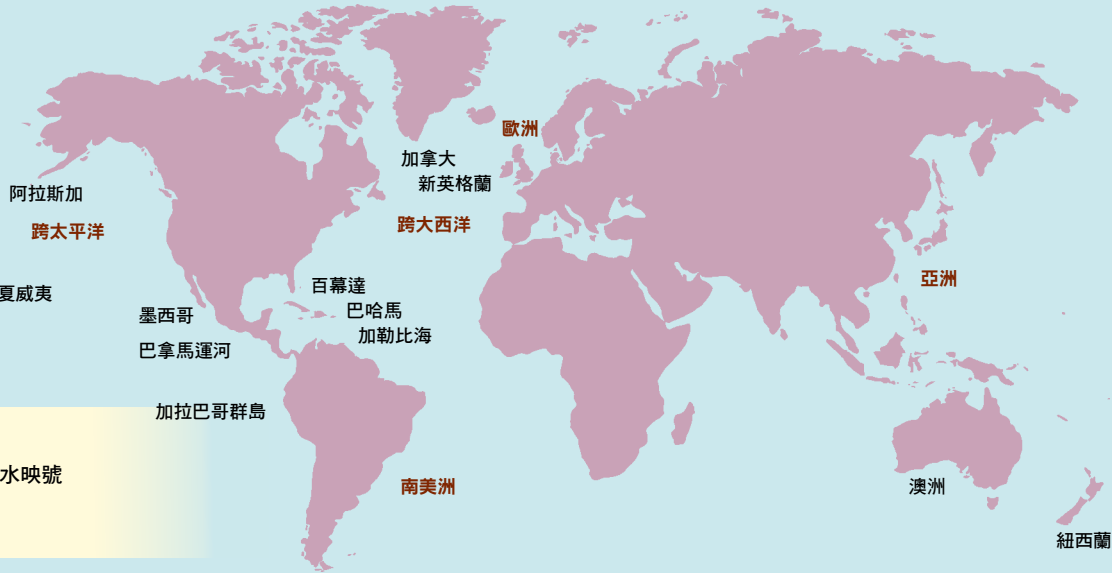 歐洲
加拿大
新英格蘭
阿拉斯加
跨太平洋
跨大西洋
亞洲
夏威夷
百幕達
巴哈馬
加勒比海
墨西哥
巴拿馬運河
加拉巴哥群島
水映號
南美洲
澳洲
紐西蘭